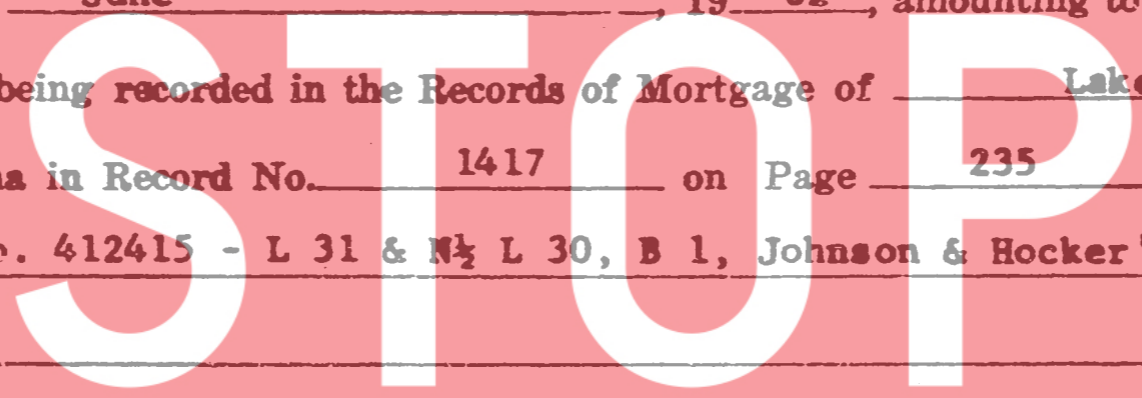 June , 19 , amounting to
being recorded in the Records of Mortgage of Lake
in Record No. 1417 on Page 235
412415 - L 31 & N½ L 30, B 1, Johnson & Hocker
STOP